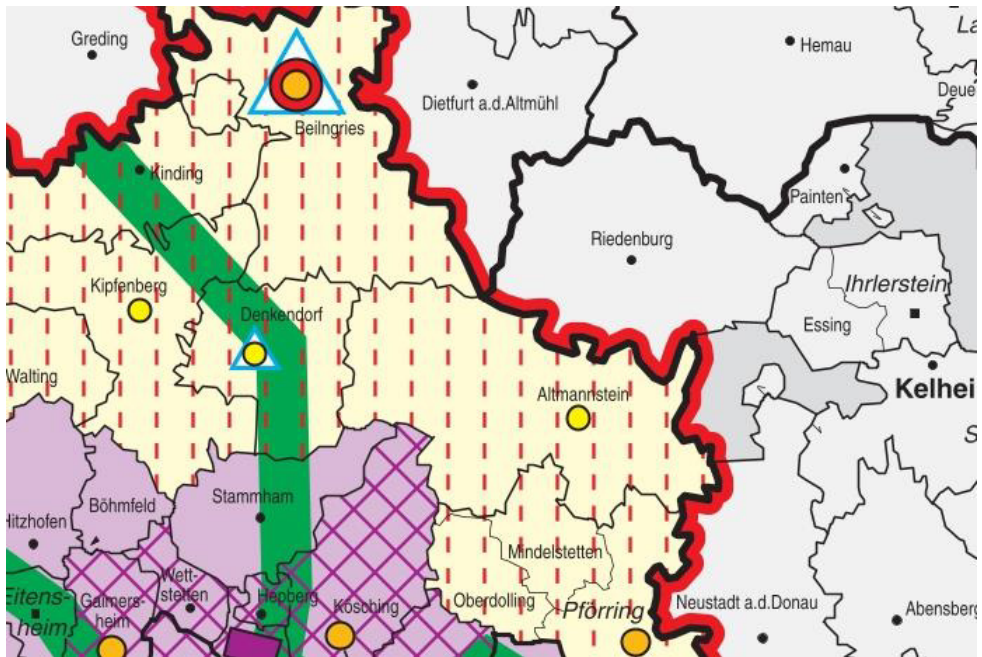 Greding
Hemau
La
Deue
Dietfurt a.d.Altmühl
Beilngries
Kinding
Painten
Riedenburg
Kipfenberg
Ihrlerstein
Denkendorf
Essing
Walting
Altmannstein
Kelhei
S
Stammham
Böhmfeld
Hitzhofen
Mindelstetten
Wett-
stetten
Eitens-
heim
Gaimers-
heim
Hepberg
Kösching
Oberdolling
Pförring
Neustadt a.d.Donau
Abensberg